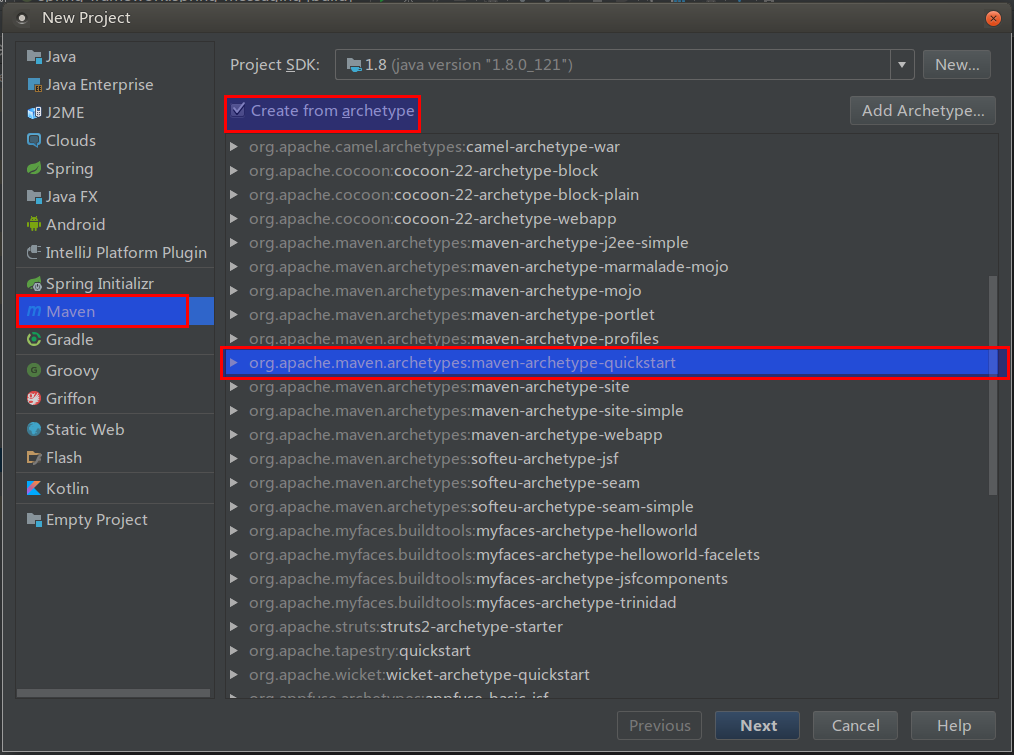 New Project
Java
Java Enterprise
J2ME
Clouds
Spring
Java FX
Android
IntelliJ Platform Plugin
Spring Initializr
Maven
Gradle
Groovy
Griffon
Static Web
Flash
Kotlin
Empty Project
Project SDK: 1.8 (java version "1.8.0_121") New...
Create from archetype Add Archetype...
org.apache.camel.archetypes:camel-archetype-war
org.apache.cocoon:cocoon-22-archetype-block
org.apache.cocoon:cocoon-22-archetype-block-plain
org.apache.cocoon:cocoon-22-archetype-webapp
org.apache.maven.archetypes:maven-archetype-j2ee-simple
org.apache.maven.archetypes:maven-archetype-marmalade-mojo
org.apache.maven.archetypes:maven-archetype-mojo
org.apache.maven.archetypes:maven-archetype-portlet
org.apache.maven.archetypes:maven-archetype-profiles
org.apache.maven.archetypes:maven-archetype-quickstart
org.apache.maven.archetypes:maven-archetype-site
org.apache.maven.archetypes:maven-archetype-site-simple
org.apache.maven.archetypes:maven-archetype-webapp
org.apache.maven.archetypes:softeu-archetype-jsf
org.apache.maven.archetypes:softeu-archetype-seam
org.apache.maven.archetypes:softeu-archetype-seam-simple
org.apache.myfaces.buildtools:myfaces-archetype-helloworld
org.apache.myfaces.buildtools:myfaces-archetype-helloworld-facelets
org.apache.myfaces.buildtools:myfaces-archetype-jsfcomponents
org.apache.myfaces.buildtools:myfaces-archetype-trinidad
org.apache.struts:struts2-archetype-starter
org.apache.tapestry:quickstart
org.apache.wicket:wicket-archetype-quickstart
org.appfuse.archetypes:appfuse-basic-jsf
Previous Next Cancel Help